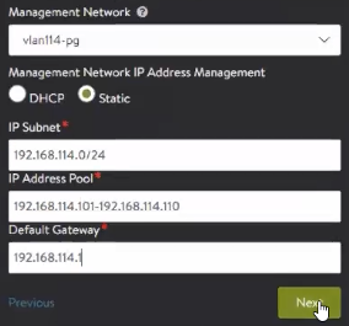 Management Network
vlan114-pg
Management Network IP Address Management
DHCP Static
IP Subnet*
192.168.114.0/24
IP Address Pool*
192.168.114.101-192.168.114.110
Default Gateway*
192.168.114.1
Previous Next